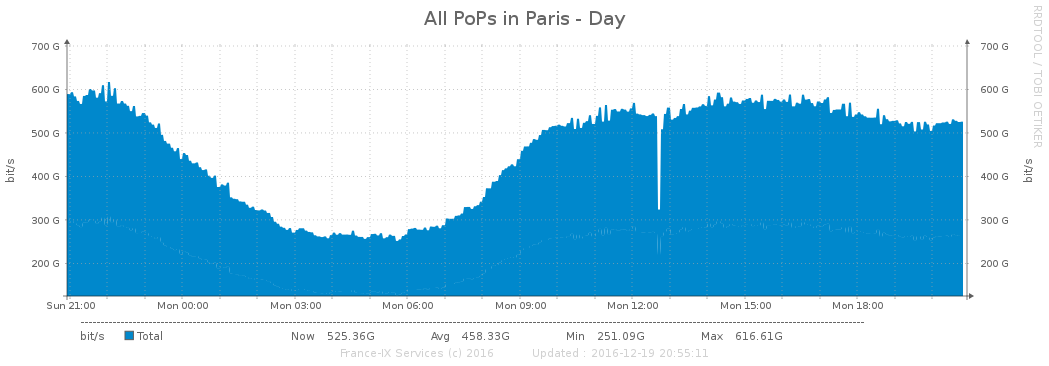 All PoPs in Paris - Day
RRDTOOL / TOBI OETIKER
700 G 700 G
600 G 600 G
500 G 500 G
400 G 400 G
300 G 300 G
200 G 200 G
bit/s bit/s
Sun 21:00 Mon 00:00 Mon 03:00 Mon 06:00 Mon 09:00 Mon 12:00 Mon 15:00 Mon 18:00
bit/s Total Now 525.36G Avg 458.33G Min 251.09G Max 616.61G
France-IX Services (c) 2016 Updated : 2016-12-19 20:55:11